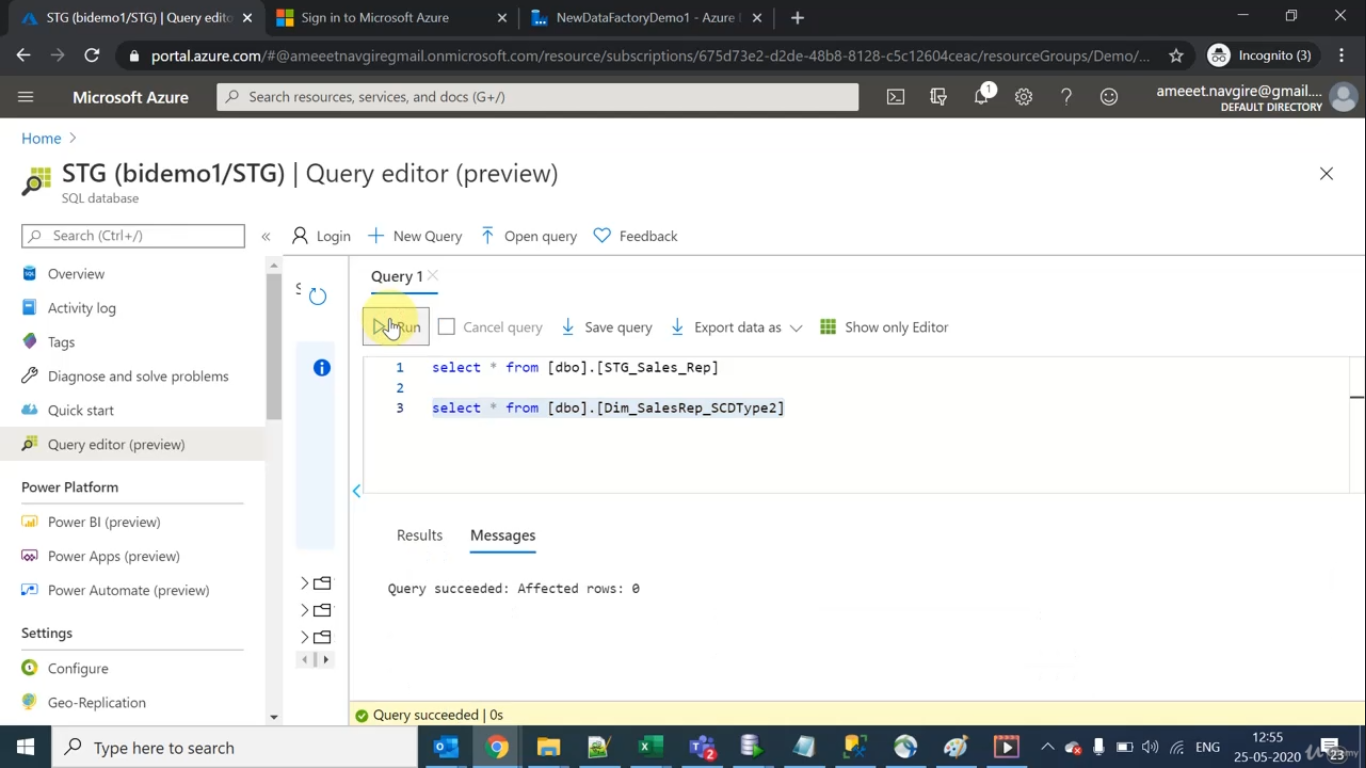 STG (bidemo1/STG) | Query edito
Sign in to Microsoft Azure
NewDataFactoryDemo1 - Azure
portal.azure.com/#@ameeetnavgiregmail.onmicrosoft.com/resource/subscriptions/675d73e2-d2de-48b8-8128-c5c12604ceac/resourceGroups/Demo/...
Incognito (3)
Microsoft Azure
Search resources, services, and docs (G+/)
1
ameeet.navgire@gmail....
DEFAULT DIRECTORY
Home
STG (bidemo1/STG) | Query editor (preview)
SQL database
Search (Ctrl+/)
Login
New Query
Open query
Feedback
Overview
Activity log
Tags
Diagnose and solve problems
Quick start
Query editor (preview)
Power Platform
Power BI (preview)
Power Apps (preview)
Power Automate (preview)
Settings
Configure
Geo-Replication
Query 1
Run
Cancel query
Save query
Export data as
Show only Editor
1 select * from [dbo].[STG_Sales_Rep]
2
3 select * from [dbo].[Dim_SalesRep_SCDType2]
Results
Messages
Query succeeded: Affected rows: 0
Query succeeded | 0s
Type here to search
2
ENG
12:55
25-05-2020
23